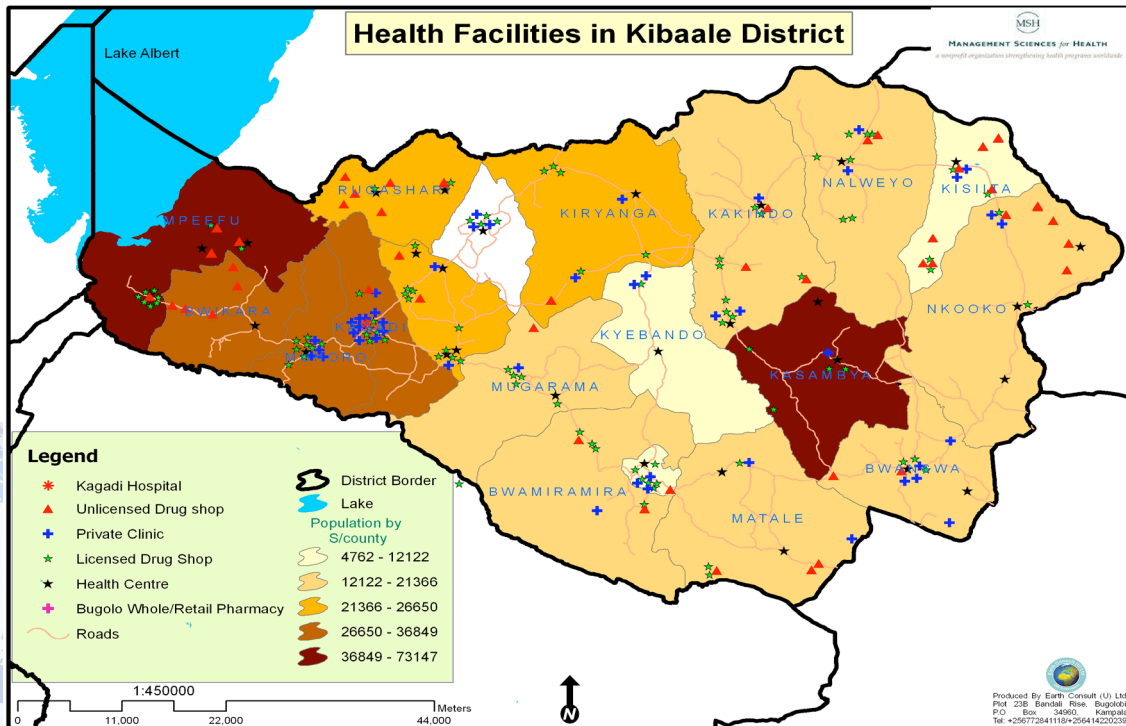 Health Facilities in Kibaale District
MSH
MANAGEMENT SCIENCES for HEALTH
a nonprofit organization strengthening health programs worldwide
Lake Albert
RUGASHARI
MPEEFU
KIRYANGA
KAKINDO
NALWEYO
KISIITA
BWIKARA
NKOOKO
KYEBANDO
KASAMBYA
MUGARAMA
BWAMIRAMIRA
MATALE
Legend
Kagadi Hospital
Unlicensed Drug shop
Private Clinic
Licensed Drug Shop
Health Centre
Bugolo Whole/Retail Pharmacy
Roads
District Border
Lake
Population by
S/county
4762 - 12122
12122 - 21366
21366 - 26650
26650 - 36849
36849 - 73147
1:450000
Meters
0 11,000 22,000 44,000
N
Produced By Earth Consult (U) Ltd
Plot 23B Bandali Rise, Bugolobi
P.O Box 34960, Kampala
Tel: +256772841118/+256414220239